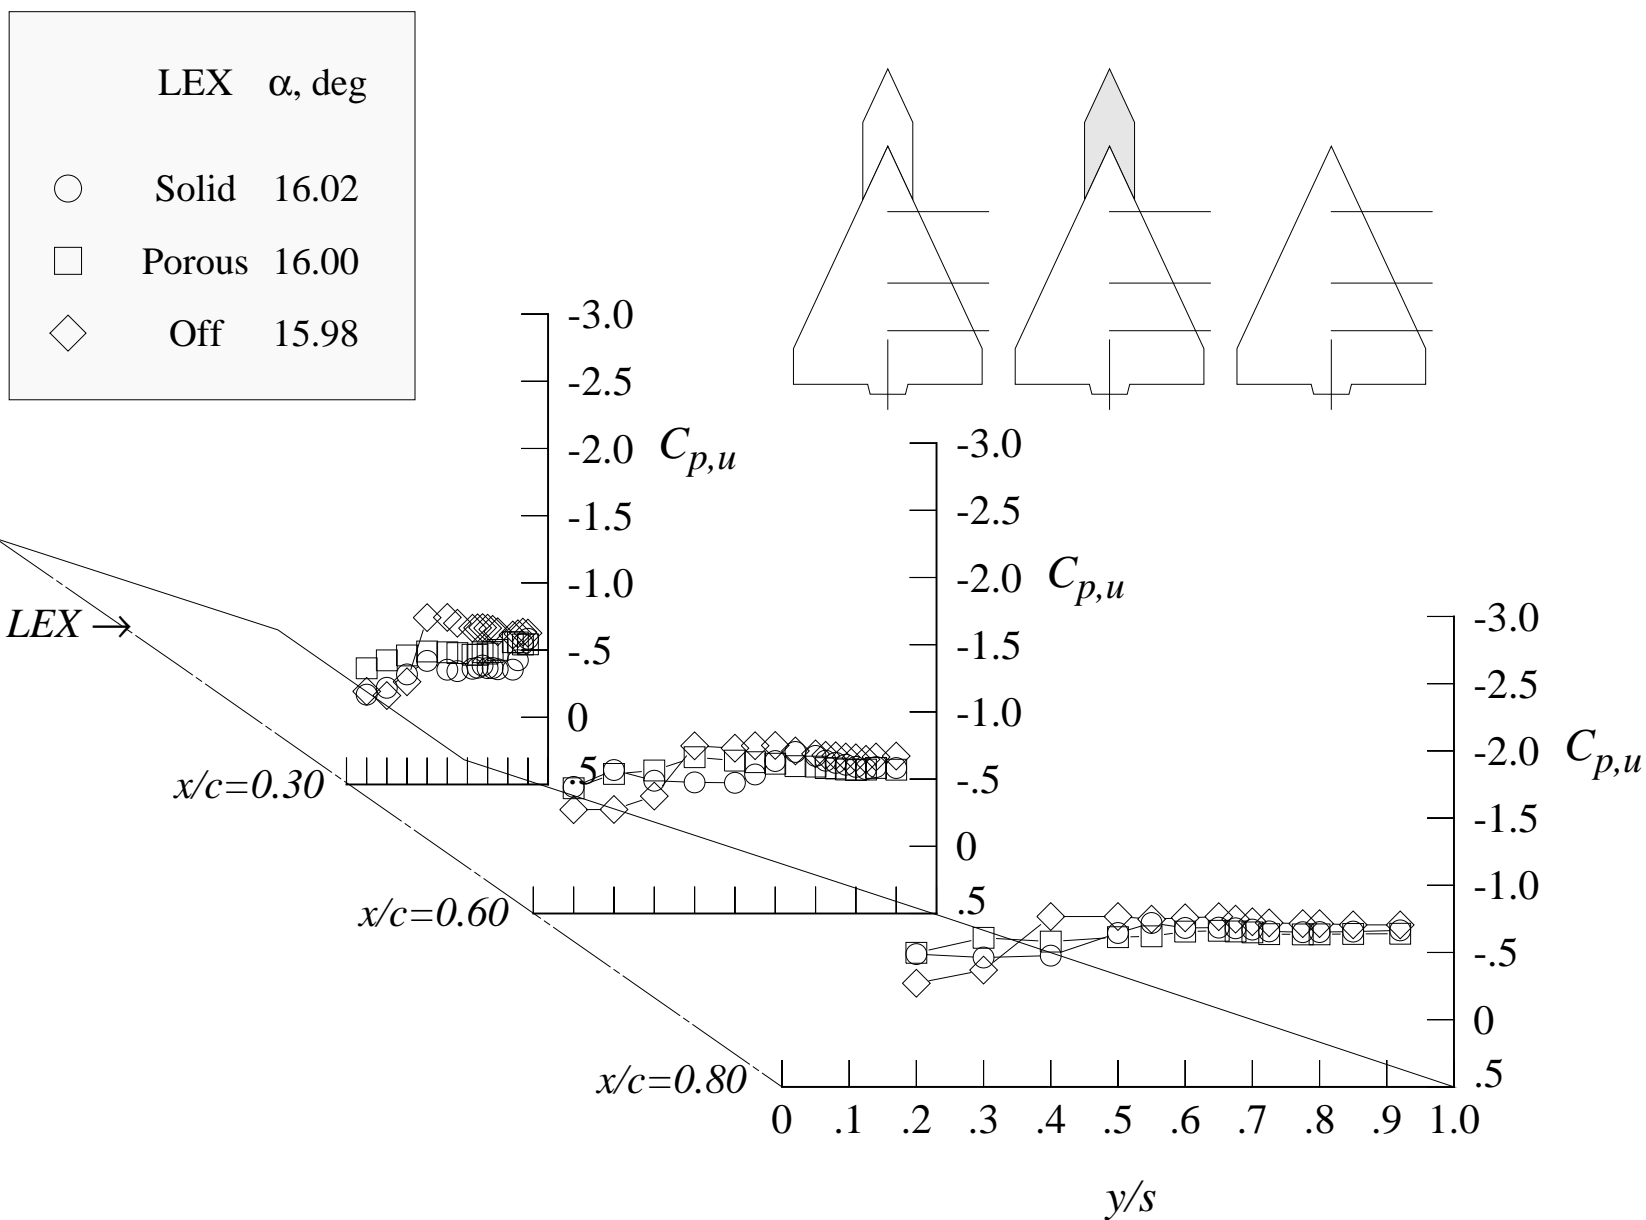 LEX α, deg
Solid 16.02
Porous 16.00
Off 15.98
-3.0
-2.5
-2.0 Cp,u
-1.5
-1.0
-.5
0
.5
LEX →
x/c=0.30
-3.0
-2.5
-2.0 Cp,u
-1.5
-1.0
-.5
0
.5
x/c=0.60
-3.0
-2.5
-2.0 Cp,u
-1.5
-1.0
-.5
0
.5
x/c=0.80
0 .1 .2 .3 .4 .5 .6 .7 .8 .9 1.0
y/s